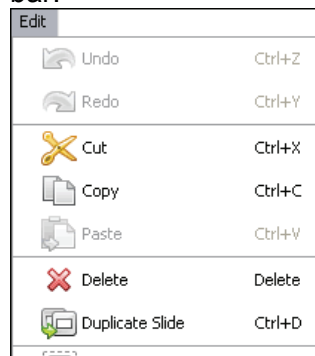 Edit
Undo Ctrl+Z
Redo Ctrl+Y
Cut Ctrl+X
Copy Ctrl+C
Paste Ctrl+V
Delete Delete
Duplicate Slide Ctrl+D